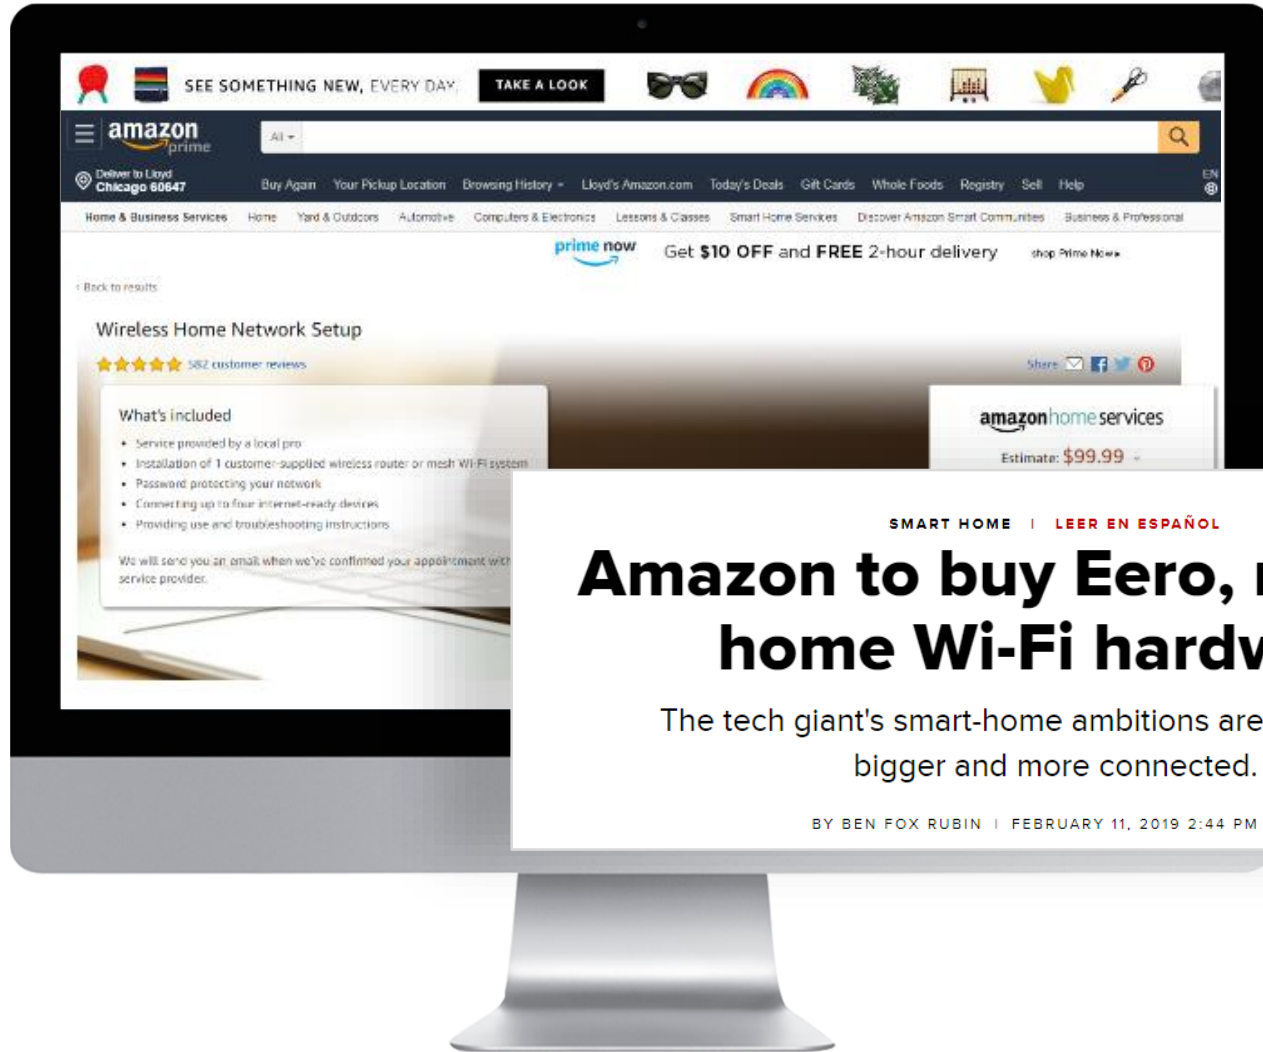 SEE SOMETHING NEW, EVERY DAY. TAKE A LOOK
amazon prime
All
Deliver to Lloyd
Chicago 60647
Buy Again Your Pickup Location Browsing History Lloyd's Amazon.com Today's Deals Gift Cards Whole Foods Registry Sell Help
EN
Home & Business Services Home Yard & Outdoors Automotive Computers & Electronics Lessons & Classes Smart Home Services Discover Amazon Smart Communities Business & Professional
prime now Get $10 OFF and FREE 2-hour delivery shop Prime Now▸
‹ Back to results
Wireless Home Network Setup
582 customer reviews
Share
What's included
• Service provided by a local pro
• Installation of 1 customer-supplied wireless router or mesh Wi-Fi system
• Password protecting your network
• Connecting up to four internet-ready devices
• Providing use and troubleshooting instructions
We will send you an email when we've confirmed your appointment with
service provider.
amazonhomeservices
Estimate: $99.99
SMART HOME | LEER EN ESPAÑOL
Amazon to buy Eero,
home Wi-Fi
The tech giant's smart-home ambitions are
bigger and more connected.
BY BEN FOX RUBIN | FEBRUARY 11, 2019 2:44 PM